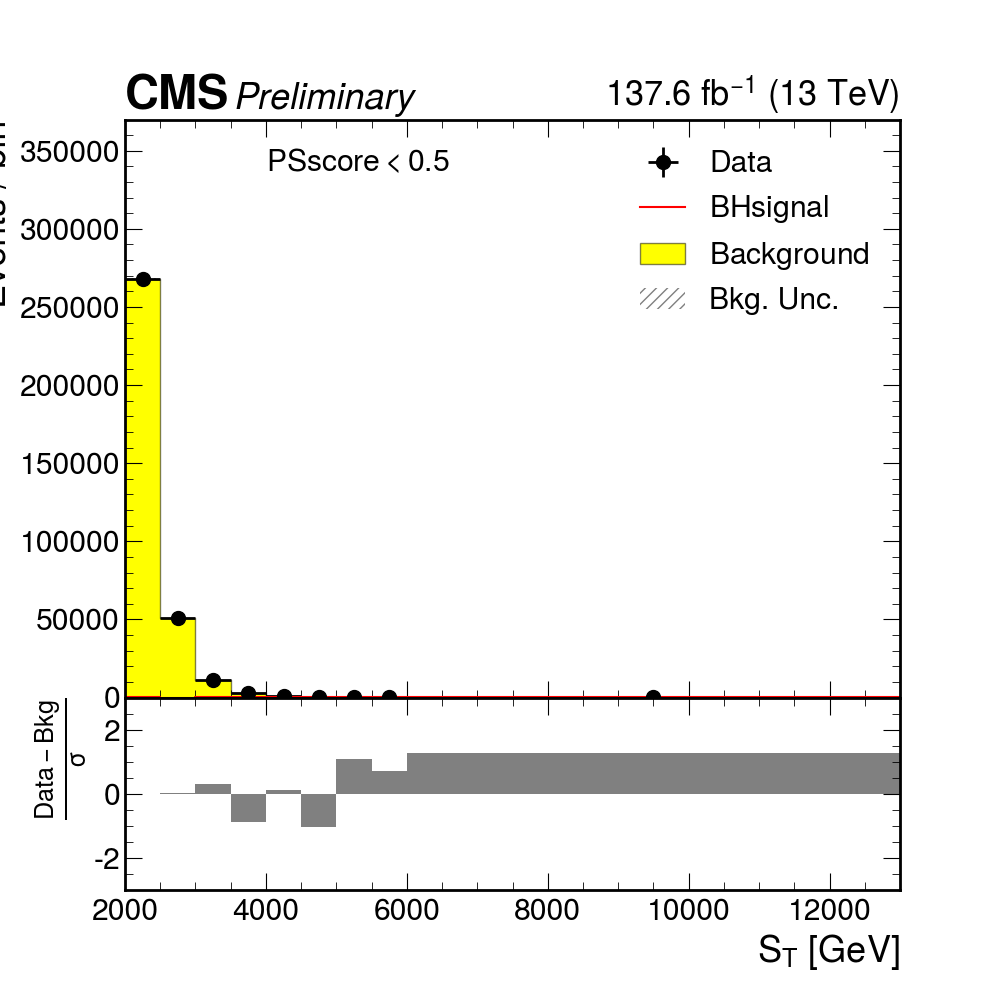 CMS Preliminary
137.6 fb⁻¹ (13 TeV)
PSscore < 0.5
Data
BHsignal
Background
Bkg. Unc.
350000
300000
250000
200000
150000
100000
50000
0
Data − Bkg
σ
2
0
-2
2000 4000 6000 8000 10000 12000
S_T [GeV]